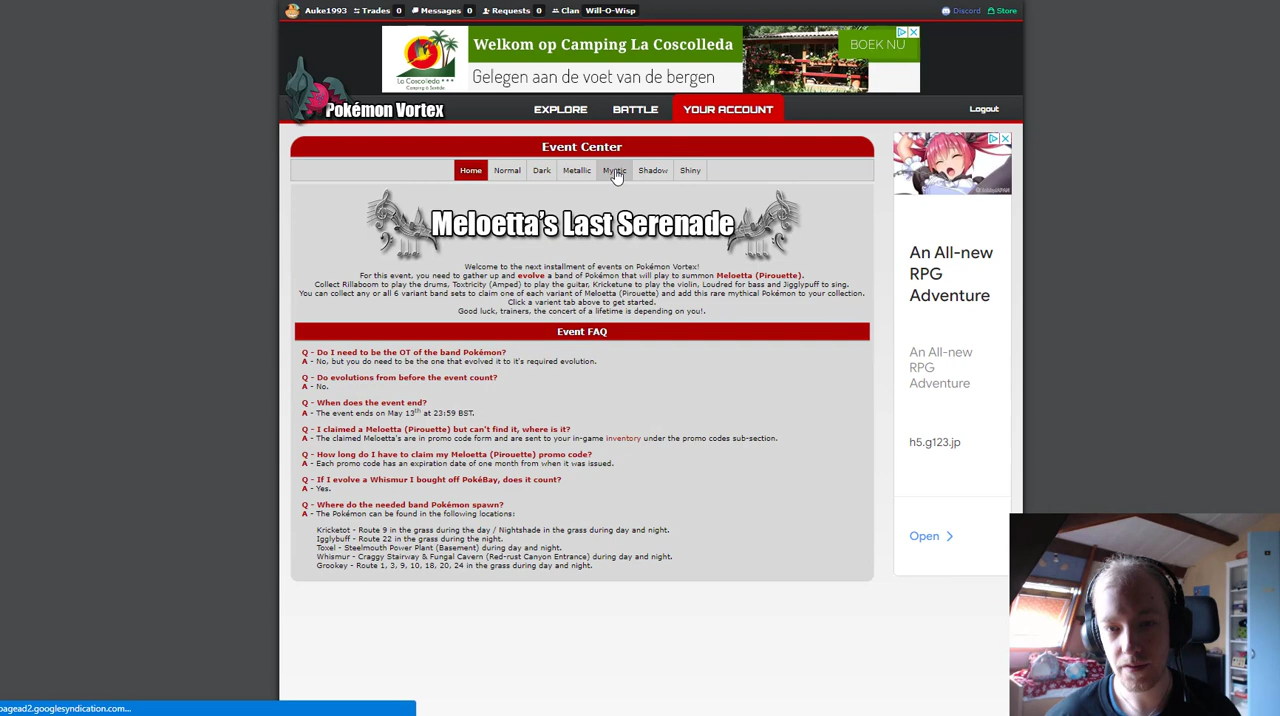 Auke1993 Trades 0 Messages 0 Requests 0 Clan Will-O-Wisp Discord Store
Welkom op Camping La Coscolleda
BOEK NU
La Coscolleda ***
Gelegen aan de voet van de bergen
Pokémon Vortex
EXPLORE BATTLE YOUR ACCOUNT Logout
Event Center
Home Normal Dark Metallic Mystic Shadow Shiny
Meloetta's Last Serenade
Welcome to the next installment of events on Pokémon Vortex!
For this event, you need to gather up and evolve a band of Pokémon that will play to summon Meloetta (Pirouette).
Collect Rillaboom to play the drums, Toxtricity (Amped) to play the guitar, Kricketune to play the violin, Loudred for bass and Jigglypuff to sing.
You can collect any or all 6 variant band sets to claim one of each variant of Meloetta (Pirouette) and add this rare mythical Pokémon to your collection.
Click a varient tab above to get started.
Good luck, trainers, the concert of a lifetime is depending on you!.
Event FAQ
Q - Do I need to be the OT of the band Pokémon?
A - No, but you do need to be the one that evolved it to it's required evolution.
Q - Do evolutions from before the event count?
A - No.
Q - When does the event end?
A - The event ends on May 13th at 23:59 BST.
Q - I claimed a Meloetta (Pirouette) but can't find it, where is it?
A - The claimed Meloetta's are in promo code form and are sent to your in-game inventory under the promo codes sub-section.
Q - How long do I have to claim my Meloetta (Pirouette) promo code?
A - Each promo code has an expiration date of one month from when it was issued.
Q - If I evolve a Whismur I bought off PokéBay, does it count?
A - Yes.
Q - Where do the needed band Pokémon spawn?
A - The Pokémon can be found in the following locations:
Kricketot - Route 9 in the grass during the day / Nightshade in the grass during day and night.
Igglybuff - Route 22 in the grass during the night.
Toxel - Steelmouth Power Plant (Basement) during day and night.
Whismur - Craggy Stairway & Fungal Cavern (Red-rust Canyon Entrance) during day and night.
Grookey - Route 1, 3, 9, 10, 18, 20, 24 in the grass during day and night.
An All-new
RPG
Adventure
An All-new
RPG
Adventure
h5.g123.jp
Open
pagead2.googlesyndication.com...